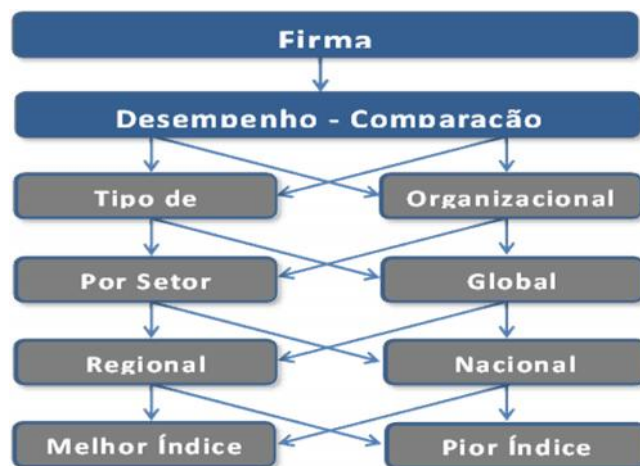 Firma
Desempenho - Comparação
Tipo de
Organizacional
Por Setor
Global
Regional
Nacional
Melhor Índice
Pior Índice